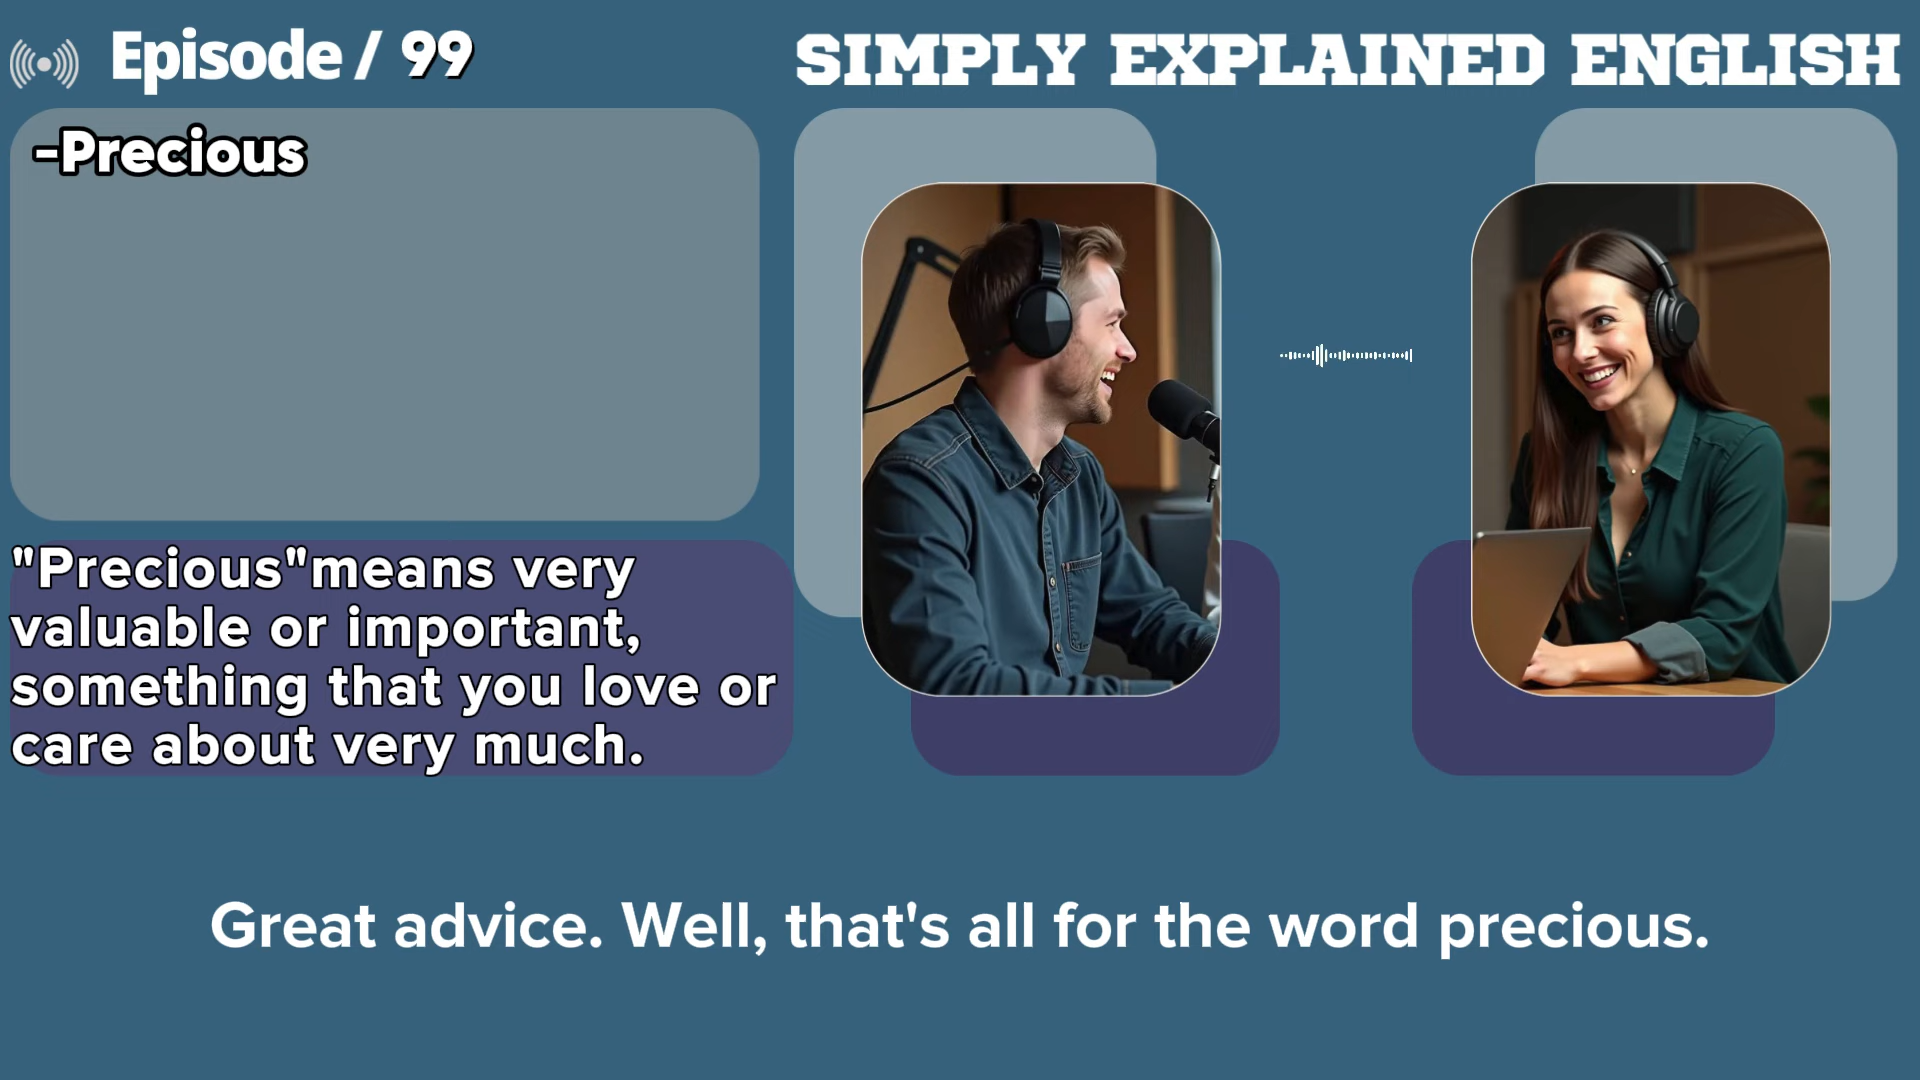 Episode / 99
SIMPLY EXPLAINED ENGLISH
-Precious
"Precious"means very
valuable or important,
something that you love or
care about very much.
Great advice. Well, that's all for the word precious.